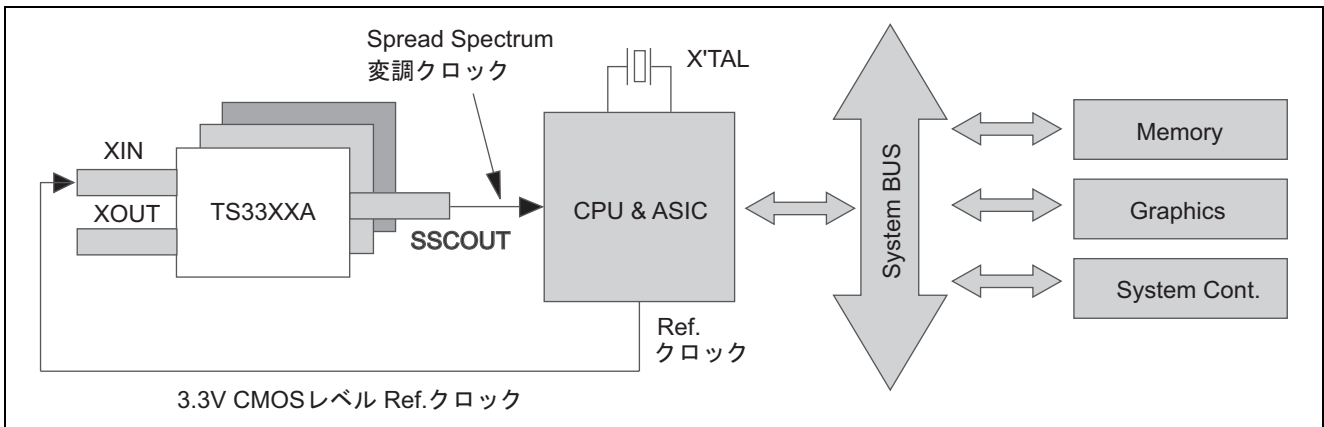 Spread Spectrum
変調クロック
X'TAL
XIN
XOUT
TS33XXA
SSCOUT
CPU & ASIC
System BUS
Memory
Graphics
System Cont.
Ref.
クロック
3.3V CMOSレベル Ref.クロック